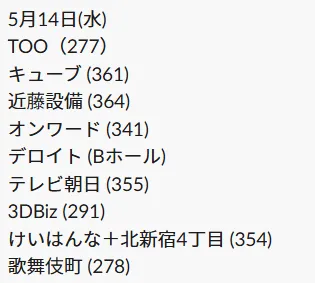 5月14日(水)
TOO（277）
キューブ (361)
近藤設備 (364)
オンワード (341)
デロイト (Bホール)
テレビ朝日 (355)
3DBiz (291)
けいはんな＋北新宿4丁目 (354)
歌舞伎町 (278)